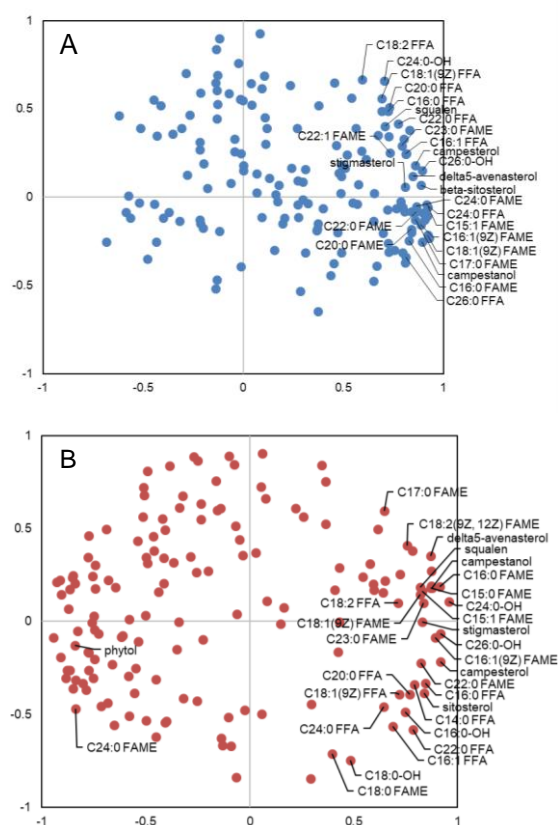 A
1
0.5
0
-0.5
-1
-1
-0.5
0
0.5
1
C18:2 FFA
C24:0-OH
C18:1(9Z) FFA
C20:0 FFA
C16:0 FFA
squalen
C22:0 FFA
C23:0 FAME
C22:1 FAME
C16:1 FFA
campesterol
stigmasterol
C26:0-OH
delta5-avenasterol
beta-sitosterol
C24:0 FAME
C24:0 FFA
C22:0 FAME
C15:1 FAME
C16:1(9Z) FAME
C20:0 FAME
C18:1(9Z) FAME
C17:0 FAME
campestanol
C16:0 FAME
C26:0 FFA
B
1
0.5
0
-0.5
-1
-1
-0.5
0
0.5
1
C17:0 FAME
C18:2(9Z, 12Z) FAME
delta5-avenasterol
squalen
campestanol
C16:0 FAME
C18:2 FFA
C15:0 FAME
C24:0-OH
C18:1(9Z) FAME
C15:1 FAME
C23:0 FAME
stigmasterol
C26:0-OH
phytol
C16:1(9Z) FAME
campesterol
C20:0 FFA
C22:0 FAME
C18:1(9Z) FFA
C16:0 FFA
sitosterol
C24:0 FAME
C14:0 FFA
C24:0 FFA
C16:0-OH
C22:0 FFA
C16:1 FFA
C18:0-OH
C18:0 FAME